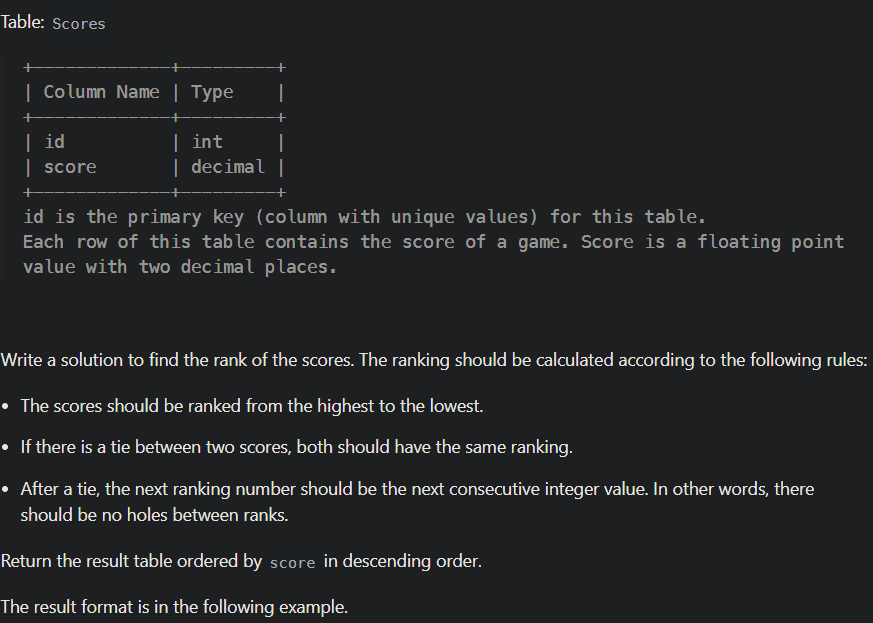 Table: Scores
+-------------+---------+
| Column Name | Type    |
+-------------+---------+
| id          | int     |
| score       | decimal |
+-------------+---------+
id is the primary key (column with unique values) for this table.
Each row of this table contains the score of a game. Score is a floating point
value with two decimal places.
Write a solution to find the rank of the scores. The ranking should be calculated according to the following rules:
• The scores should be ranked from the highest to the lowest.
• If there is a tie between two scores, both should have the same ranking.
• After a tie, the next ranking number should be the next consecutive integer value. In other words, there
should be no holes between ranks.
Return the result table ordered by score in descending order.
The result format is in the following example.